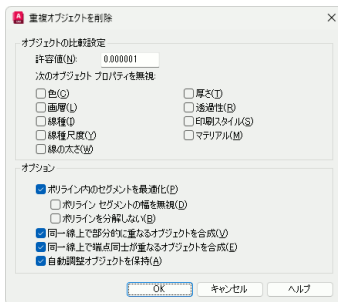 重複オブジェクトを削除
オブジェクトの比較設定
許容値(N): 0.000001
次のオブジェクト プロパティを無視:
色(C) 厚さ(T)
画層(L) 透過性(R)
線種(I) 印刷スタイル(S)
線種尺度(Y) マテリアル(M)
線の太さ(W)
オプション
ポリライン内のセグメントを最適化(P)
ポリライン セグメントの幅を無視(D)
ポリラインを分解しない(B)
同一線上で部分的に重なるオブジェクトを合成(V)
同一線上で端点同士が重なるオブジェクトを合成(E)
自動調整オブジェクトを保持(A)
OK キャンセル ヘルプ